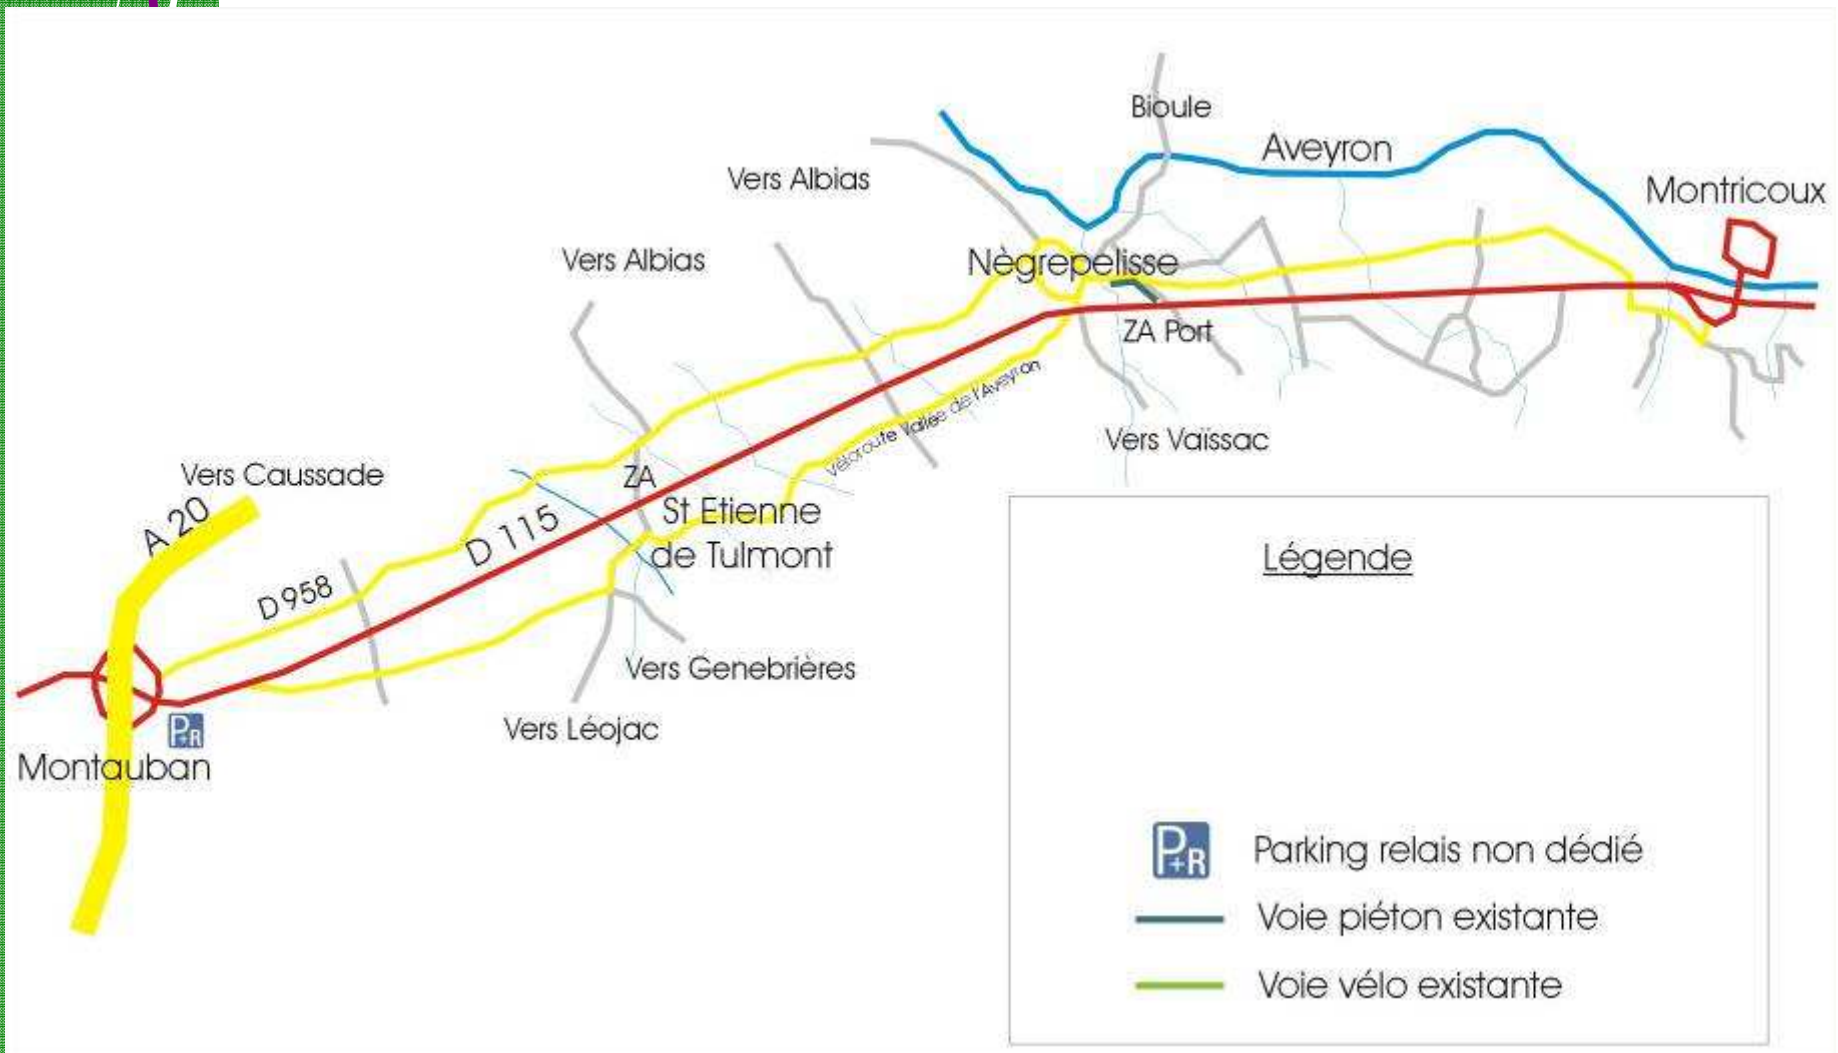 Bioule
Aveyron
Vers Albias
Montricoux
Vers Albias
Nègrepelisse
ZA Port
Véloroute Vallée de l'Aveyron
Vers Vaïssac
Vers Caussade
ZA
A 20
St Etienne
de Tulmont
D 115
D 958
Vers Genebrières
Vers Léojac
P+R
Montauban
Légende
P+R Parking relais non dédié
Voie piéton existante
Voie vélo existante